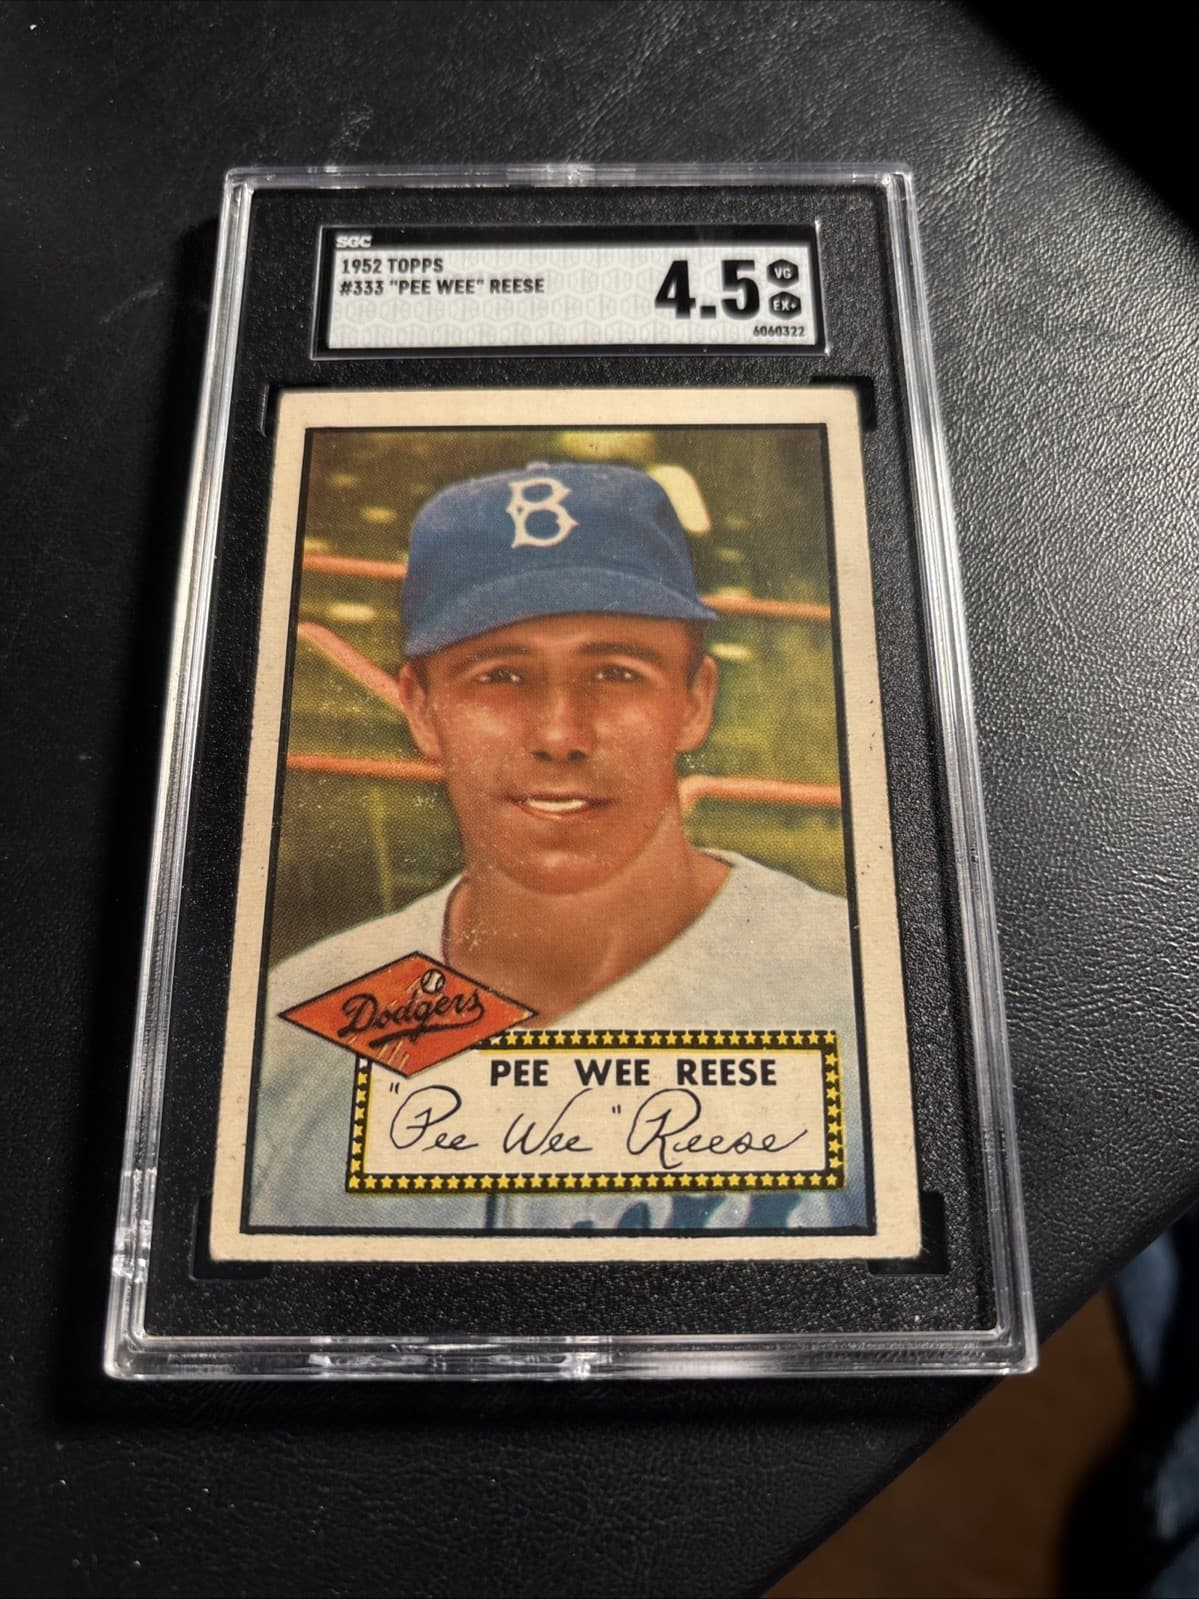 SGC
1952 TOPPS
#333 "PEE WEE" REESE
4.5
VG
EX+
6060322
B
Dodgers
PEE WEE REESE
"Pee Wee" Reese